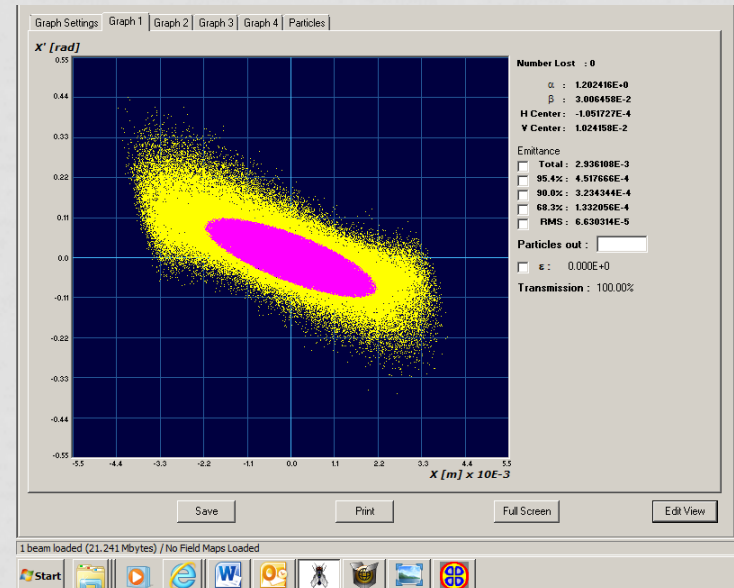 Graph Settings Graph 1 Graph 2 Graph 3 Graph 4 Particles
X' [rad]
0.55
0.44
0.33
0.22
0.11
0.0
-0.11
-0.22
-0.33
-0.44
-0.55
-5.5 -4.4 -3.3 -2.2 -1.1 0.0 1.1 2.2 3.3 4.4 5.5
X [m] x 10E-3
Number Lost : 0
α : 1.202416E+0
β : 3.006458E-2
H Center : -1.051727E-4
V Center : 1.024158E-2
Emittance
Total : 2.936108E-3
95.4% : 4.517666E-4
90.0% : 3.234344E-4
68.3% : 1.332056E-4
RMS : 6.630314E-5
Particles out :
ε : 0.000E+0
Transmission : 100.00%
Save Print Full Screen Edit View
1 beam loaded (21.241 Mbytes) / No Field Maps Loaded
Start